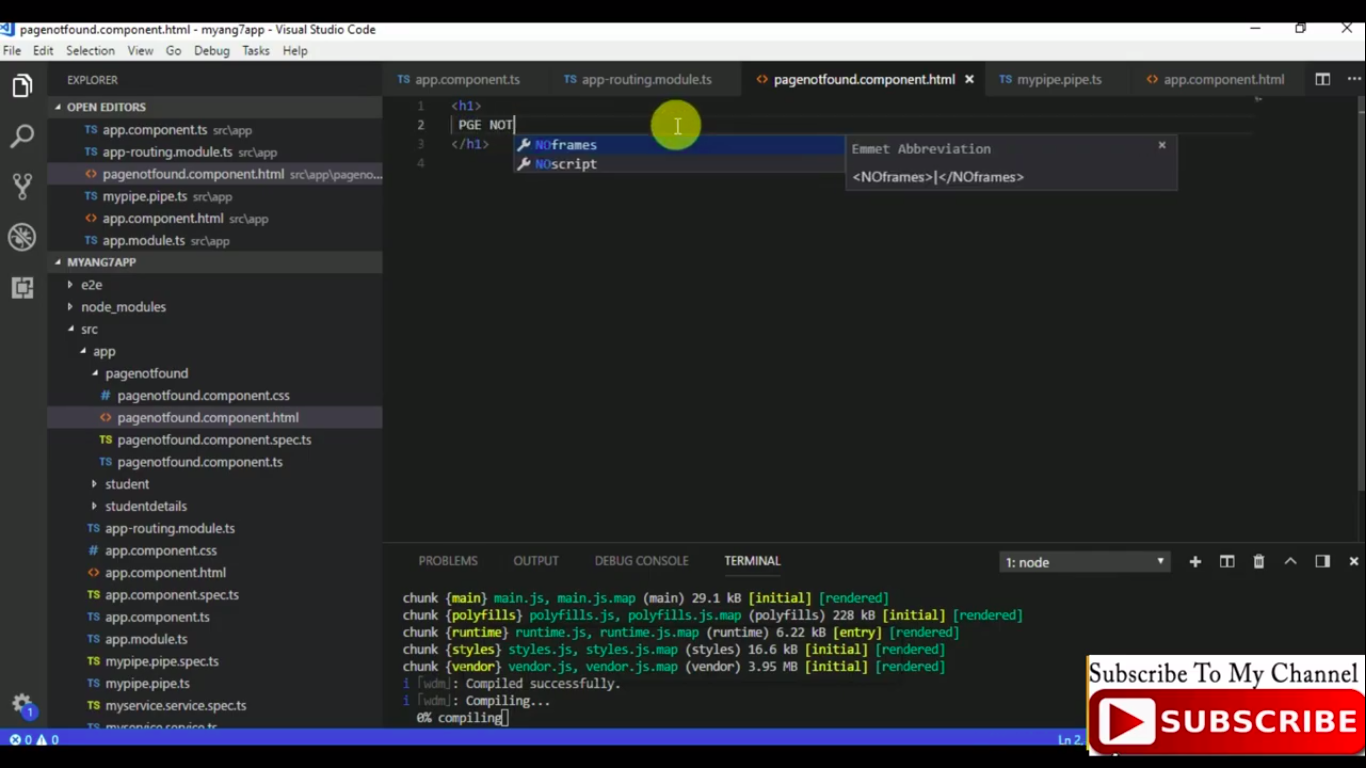 pagenotfound.component.html - myang7app - Visual Studio Code
File Edit Selection View Go Debug Tasks Help
EXPLORER
OPEN EDITORS
TS app.component.ts src\app
TS app-routing.module.ts src\app
<> pagenotfound.component.html src\app\pageno...
TS mypipe.pipe.ts src\app
<> app.component.html src\app
TS app.module.ts src\app
MYANG7APP
e2e
node_modules
src
app
pagenotfound
# pagenotfound.component.css
<> pagenotfound.component.html
TS pagenotfound.component.spec.ts
TS pagenotfound.component.ts
student
studentdetails
TS app-routing.module.ts
# app.component.css
<> app.component.html
TS app.component.spec.ts
TS app.component.ts
TS app.module.ts
TS mypipe.pipe.spec.ts
TS mypipe.pipe.ts
TS myservice.service.spec.ts
TS myservice.service.ts
1
TS app.component.ts TS app-routing.module.ts <> pagenotfound.component.html × TS mypipe.pipe.ts <> app.component.html ...
1 <h1>
2 PGE NOT
3 </h1>
4
NOframes
NOscript
Emmet Abbreviation ×
<NOframes>|</NOframes>
PROBLEMS OUTPUT DEBUG CONSOLE TERMINAL 1: node
chunk {main} main.js, main.js.map (main) 29.1 kB [initial] [rendered]
chunk {polyfills} polyfills.js, polyfills.js.map (polyfills) 228 kB [initial] [rendered]
chunk {runtime} runtime.js, runtime.js.map (runtime) 6.22 kB [entry] [rendered]
chunk {styles} styles.js, styles.js.map (styles) 16.6 kB [initial] [rendered]
chunk {vendor} vendor.js, vendor.js.map (vendor) 3.95 MB [initial] [rendered]
i ｢wdm｣: Compiled successfully.
i ｢wdm｣: Compiling...
0% compiling
0 0
Ln 2,
Subscribe To My Channel
SUBSCRIBE